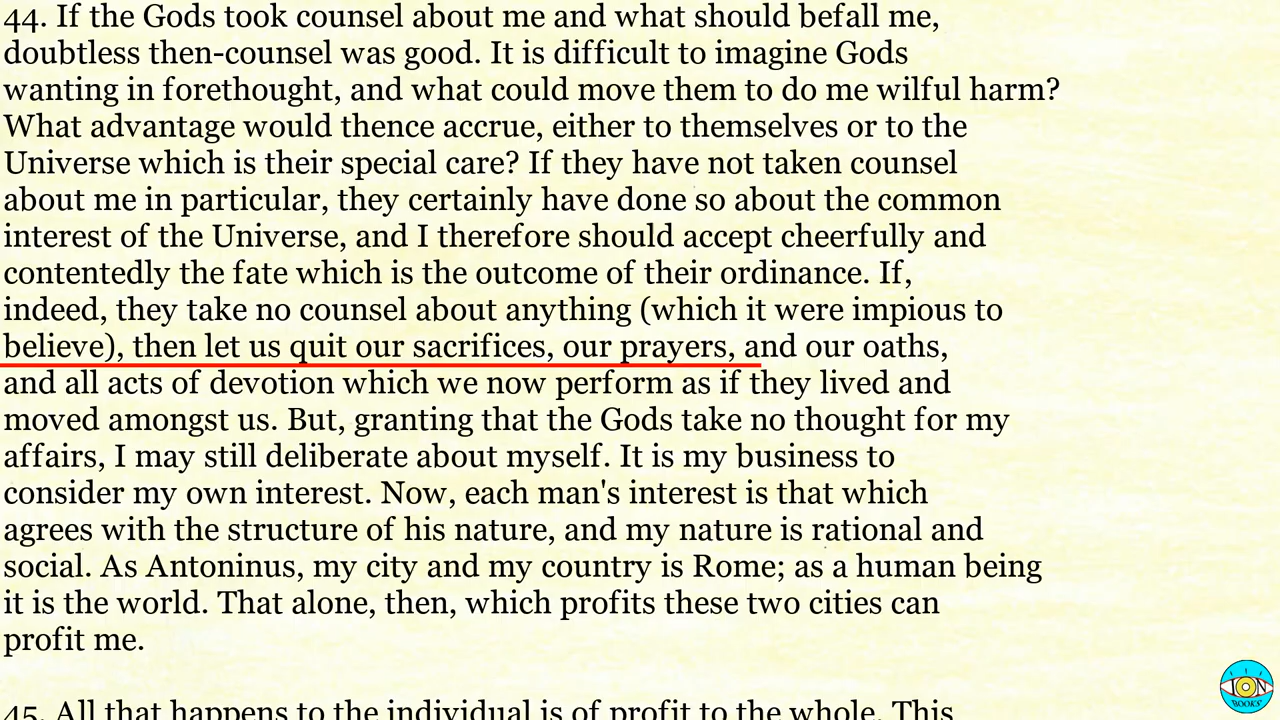 44. If the Gods took counsel about me and what should befall me,
doubtless then-counsel was good. It is difficult to imagine Gods
wanting in forethought, and what could move them to do me wilful harm?
What advantage would thence accrue, either to themselves or to the
Universe which is their special care? If they have not taken counsel
about me in particular, they certainly have done so about the common
interest of the Universe, and I therefore should accept cheerfully and
contentedly the fate which is the outcome of their ordinance. If,
indeed, they take no counsel about anything (which it were impious to
believe), then let us quit our sacrifices, our prayers, and our oaths,
and all acts of devotion which we now perform as if they lived and
moved amongst us. But, granting that the Gods take no thought for my
affairs, I may still deliberate about myself. It is my business to
consider my own interest. Now, each man's interest is that which
agrees with the structure of his nature, and my nature is rational and
social. As Antoninus, my city and my country is Rome; as a human being
it is the world. That alone, then, which profits these two cities can
profit me.
45. All that happens to the individual is of profit to the whole. This
ION
BOOKS